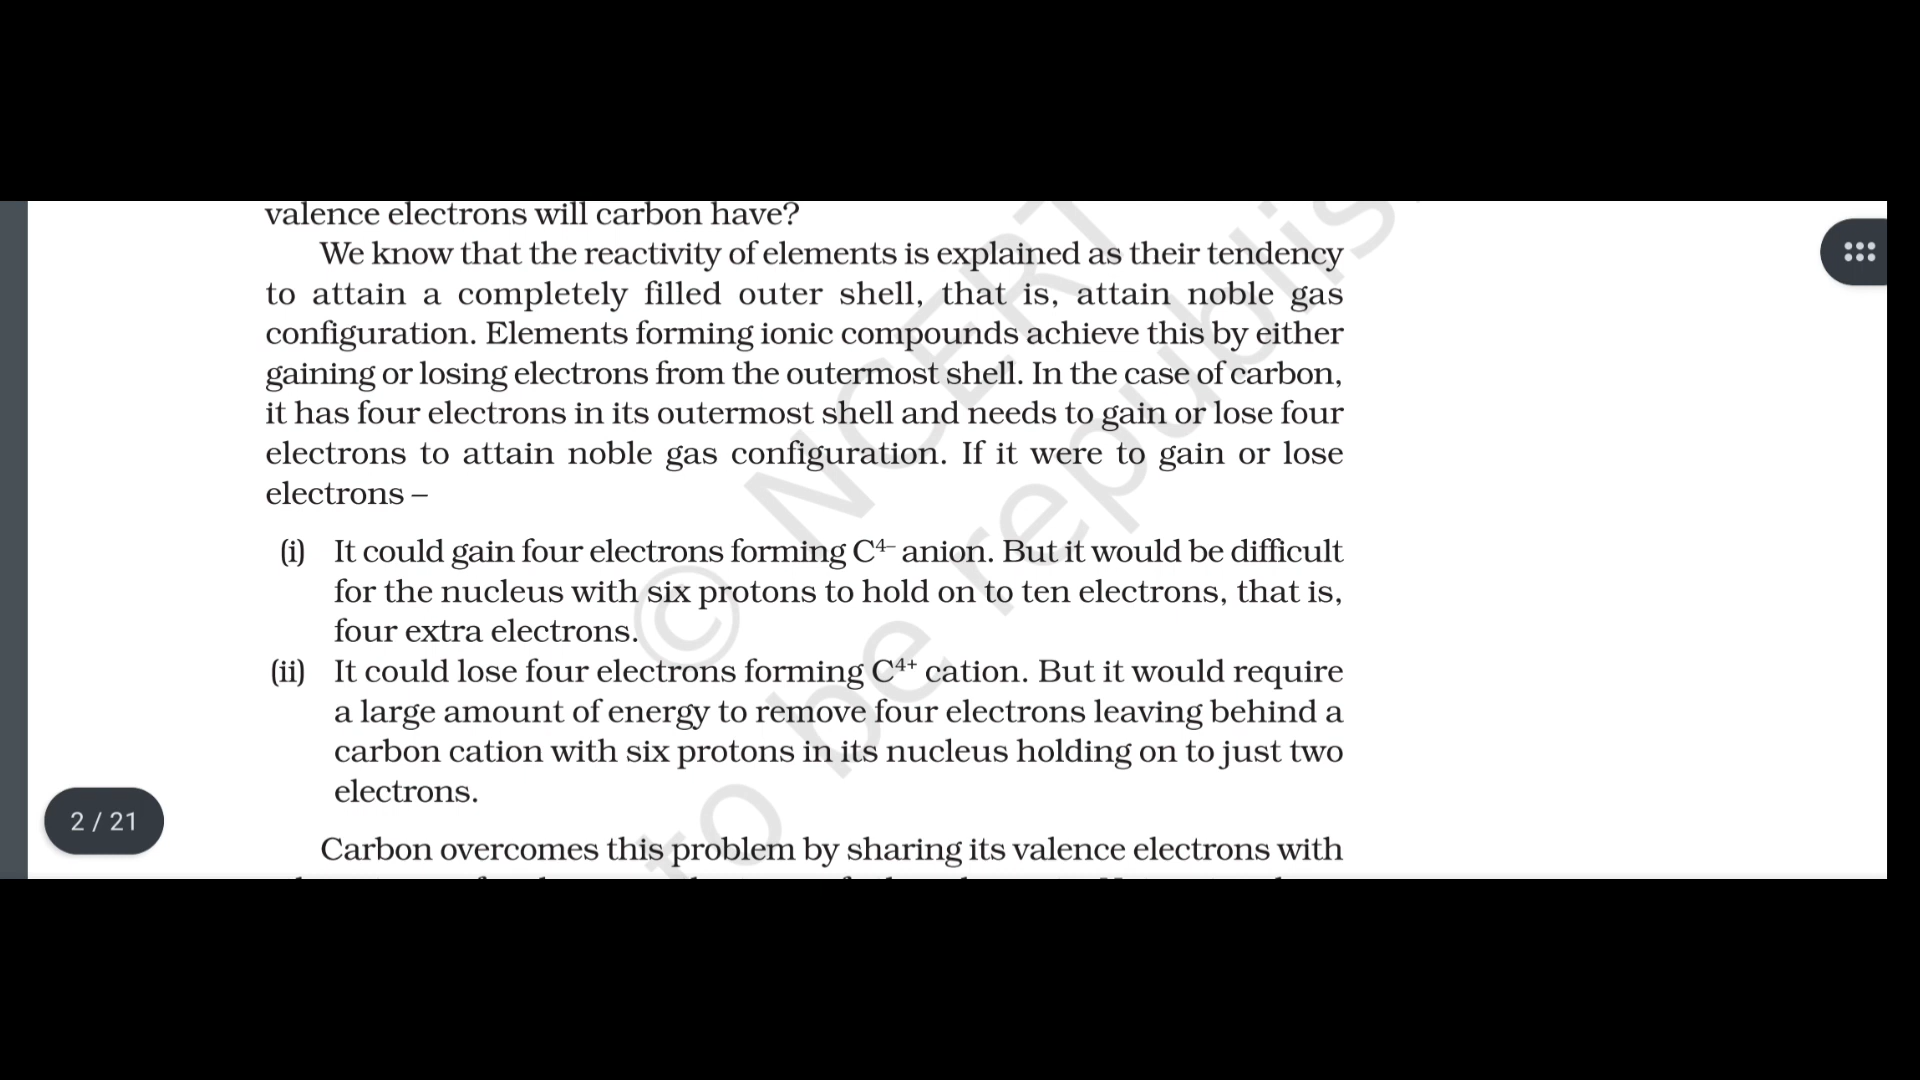 valence electrons will carbon have?
We know that the reactivity of elements is explained as their tendency
to attain a completely filled outer shell, that is, attain noble gas
configuration. Elements forming ionic compounds achieve this by either
gaining or losing electrons from the outermost shell. In the case of carbon,
it has four electrons in its outermost shell and needs to gain or lose four
electrons to attain noble gas configuration. If it were to gain or lose
electrons –
(i) It could gain four electrons forming C⁴⁻ anion. But it would be difficult
for the nucleus with six protons to hold on to ten electrons, that is,
four extra electrons.
(ii) It could lose four electrons forming C⁴⁺ cation. But it would require
a large amount of energy to remove four electrons leaving behind a
carbon cation with six protons in its nucleus holding on to just two
electrons.
Carbon overcomes this problem by sharing its valence electrons with
2 / 21
© NCERT
to be republis